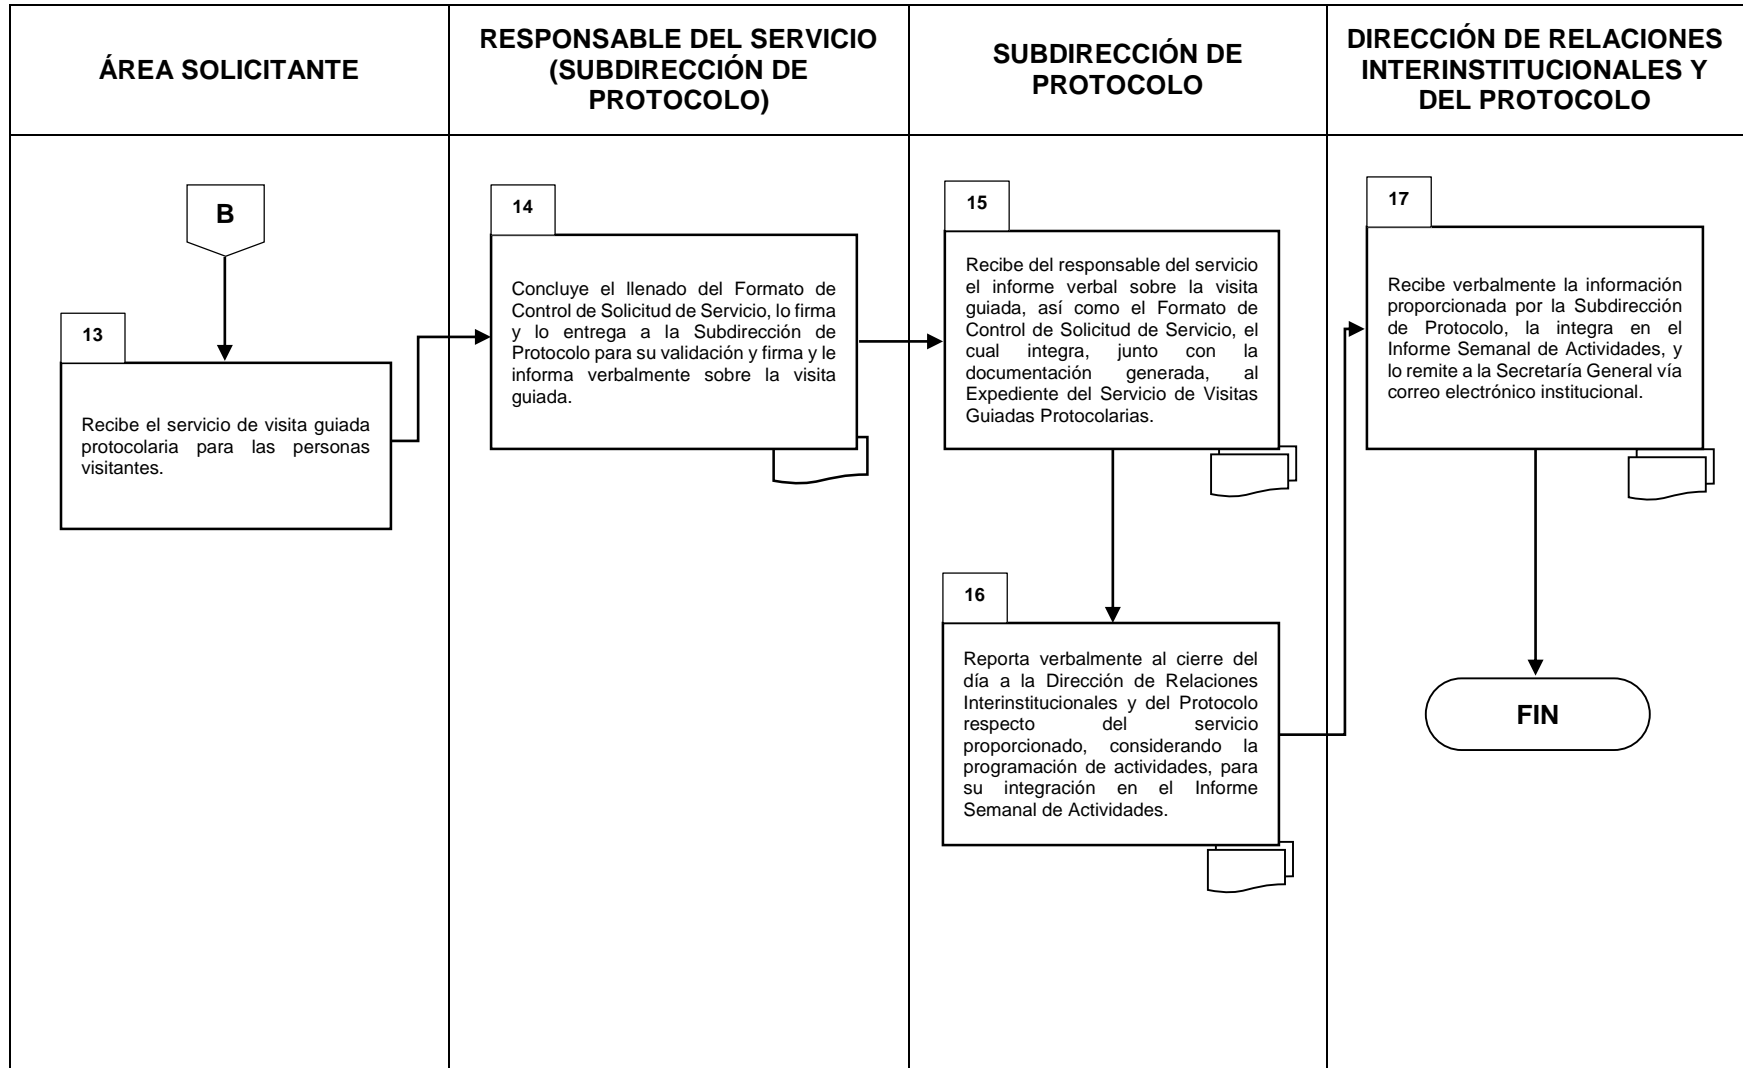 ÁREA SOLICITANTE
RESPONSABLE DEL SERVICIO
(SUBDIRECCIÓN DE
PROTOCOLO)
SUBDIRECCIÓN DE
PROTOCOLO
DIRECCIÓN DE RELACIONES
INTERINSTITUCIONALES Y
DEL PROTOCOLO
B
13
Recibe el servicio de visita guiada
protocolaria para las personas
visitantes.
14
Concluye el llenado del Formato de
Control de Solicitud de Servicio, lo firma
y lo entrega a la Subdirección de
Protocolo para su validación y firma y le
informa verbalmente sobre la visita
guiada.
15
Recibe del responsable del servicio
el informe verbal sobre la visita
guiada, así como el Formato de
Control de Solicitud de Servicio, el
cual integra, junto con la
documentación generada, al
Expediente del Servicio de Visitas
Guiadas Protocolarias.
16
Reporta verbalmente al cierre del
día a la Dirección de Relaciones
Interinstitucionales y del Protocolo
respecto del servicio
proporcionado, considerando la
programación de actividades, para
su integración en el Informe
Semanal de Actividades.
17
Recibe verbalmente la información
proporcionada por la Subdirección
de Protocolo, la integra en el
Informe Semanal de Actividades, y
lo remite a la Secretaría General vía
correo electrónico institucional.
FIN